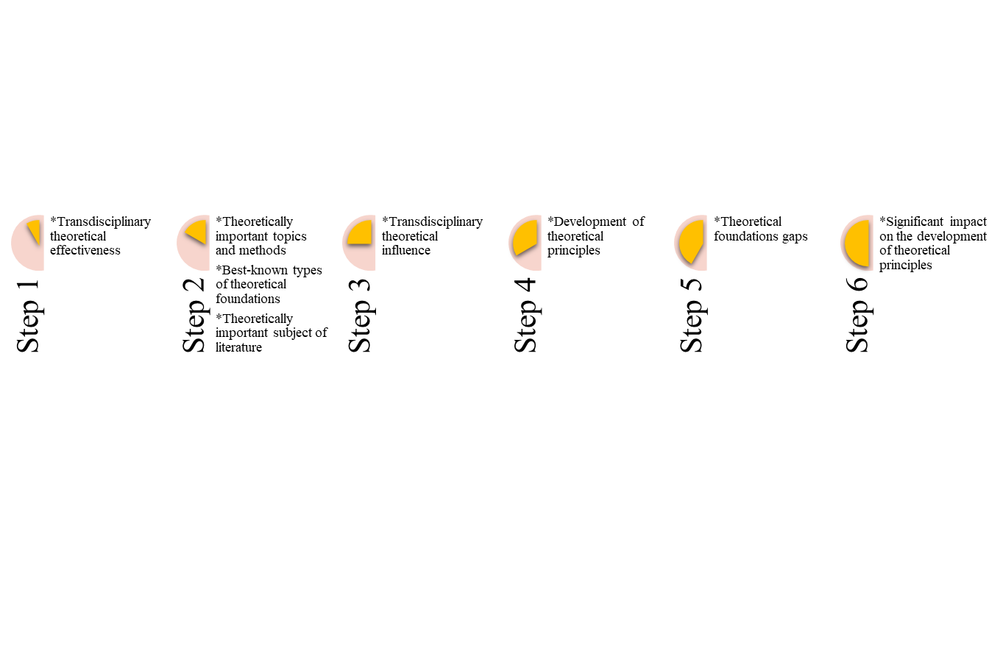 Step 1
*Transdisciplinary
theoretical
effectiveness
Step 2
*Theoretically
important topics
and methods
*Best-known types
of theoretical
foundations
*Theoretically
important subject of
literature
Step 3
*Transdisciplinary
theoretical
influence
Step 4
*Development of
theoretical
principles
Step 5
*Theoretical
foundations gaps
Step 6
*Significant impact
on the development
of theoretical
principles